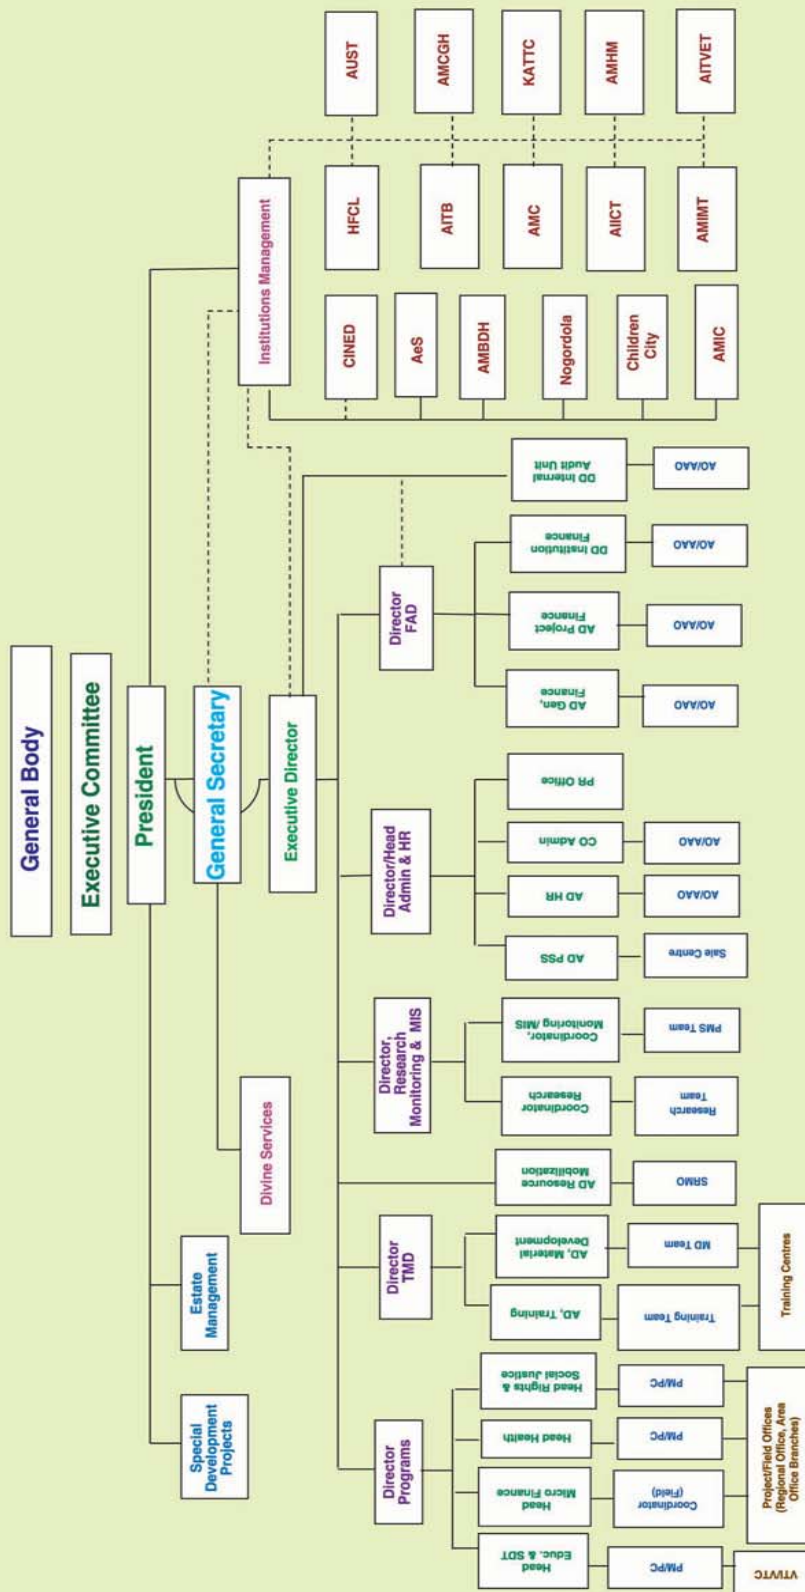 General Body
Executive Committee
President
General Secretary
Executive Director
Special
Development
Projects
Estate
Management
Divine Services
Institutions Management
Director
Programs
Director
TMD
Director,
Research
Monitoring & MIS
Director/Head
Admin & HR
Director
FAD
Head
Educ. & SDT
Head
Micro Finance
Head Health
Head Rights &
Social Justice
AD, Training
AD, Material
Development
AD Resource
Mobilization
Coordinator
Research
Coordinator,
Monitoring /MIS
AD PSS
AD HR
CO Admin
PR Office
AD Gen,
Finance
AD Project
Finance
DD Institution
Finance
DD Internal
Audit Unit
PM/PC
Coordinator
(Field)
PM/PC
PM/PC
Training Team
MD Team
SRMO
Research
Team
PMS Team
Sale Centre
AO/AAO
AO/AAO
AO/AAO
AO/AAO
AO/AAO
AO/AAO
VTI/VTC
Project/Field Offices
(Regional Office, Area
Office Branches)
Training Centres
CINED
AeS
AMBDH
Nogordola
Children
City
AMIC
HFCL
AITB
AMC
AIICT
AMIMT
AUST
AMCGH
KATTC
AMHM
AITVET